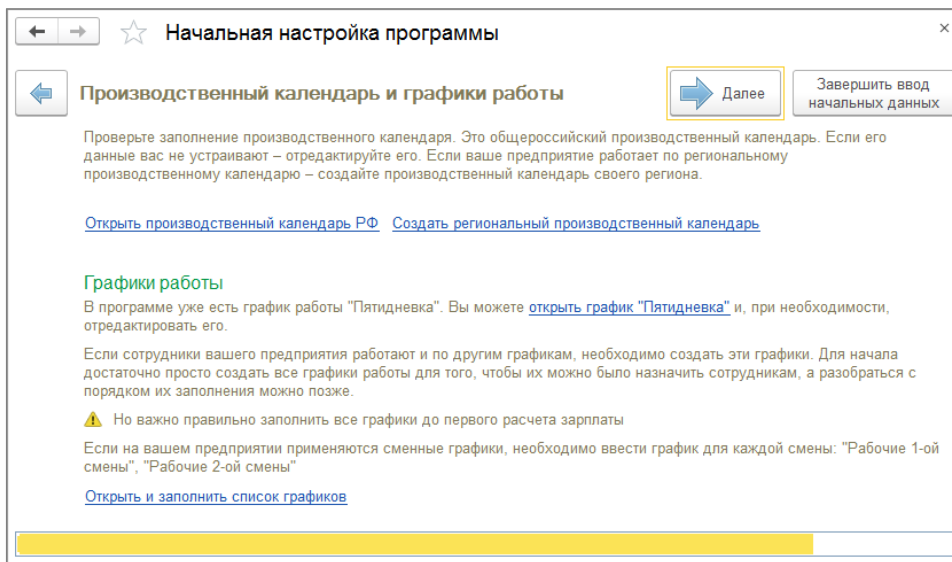 Начальная настройка программы
Производственный календарь и графики работы
Далее
Завершить ввод
начальных данных
Проверьте заполнение производственного календаря. Это общероссийский производственный календарь. Если его
данные вас не устраивают – отредактируйте его. Если ваше предприятие работает по региональному
производственному календарю – создайте производственный календарь своего региона.
Открыть производственный календарь РФ Создать региональный производственный календарь
Графики работы
В программе уже есть график работы "Пятидневка". Вы можете открыть график "Пятидневка" и, при необходимости,
отредактировать его.
Если сотрудники вашего предприятия работают и по другим графикам, необходимо создать эти графики. Для начала
достаточно просто создать все графики работы для того, чтобы их можно было назначить сотрудникам, а разобраться с
порядком их заполнения можно позже.
Но важно правильно заполнить все графики до первого расчета зарплаты
Если на вашем предприятии применяются сменные графики, необходимо ввести график для каждой смены: "Рабочие 1-ой
смены", "Рабочие 2-ой смены"
Открыть и заполнить список графиков